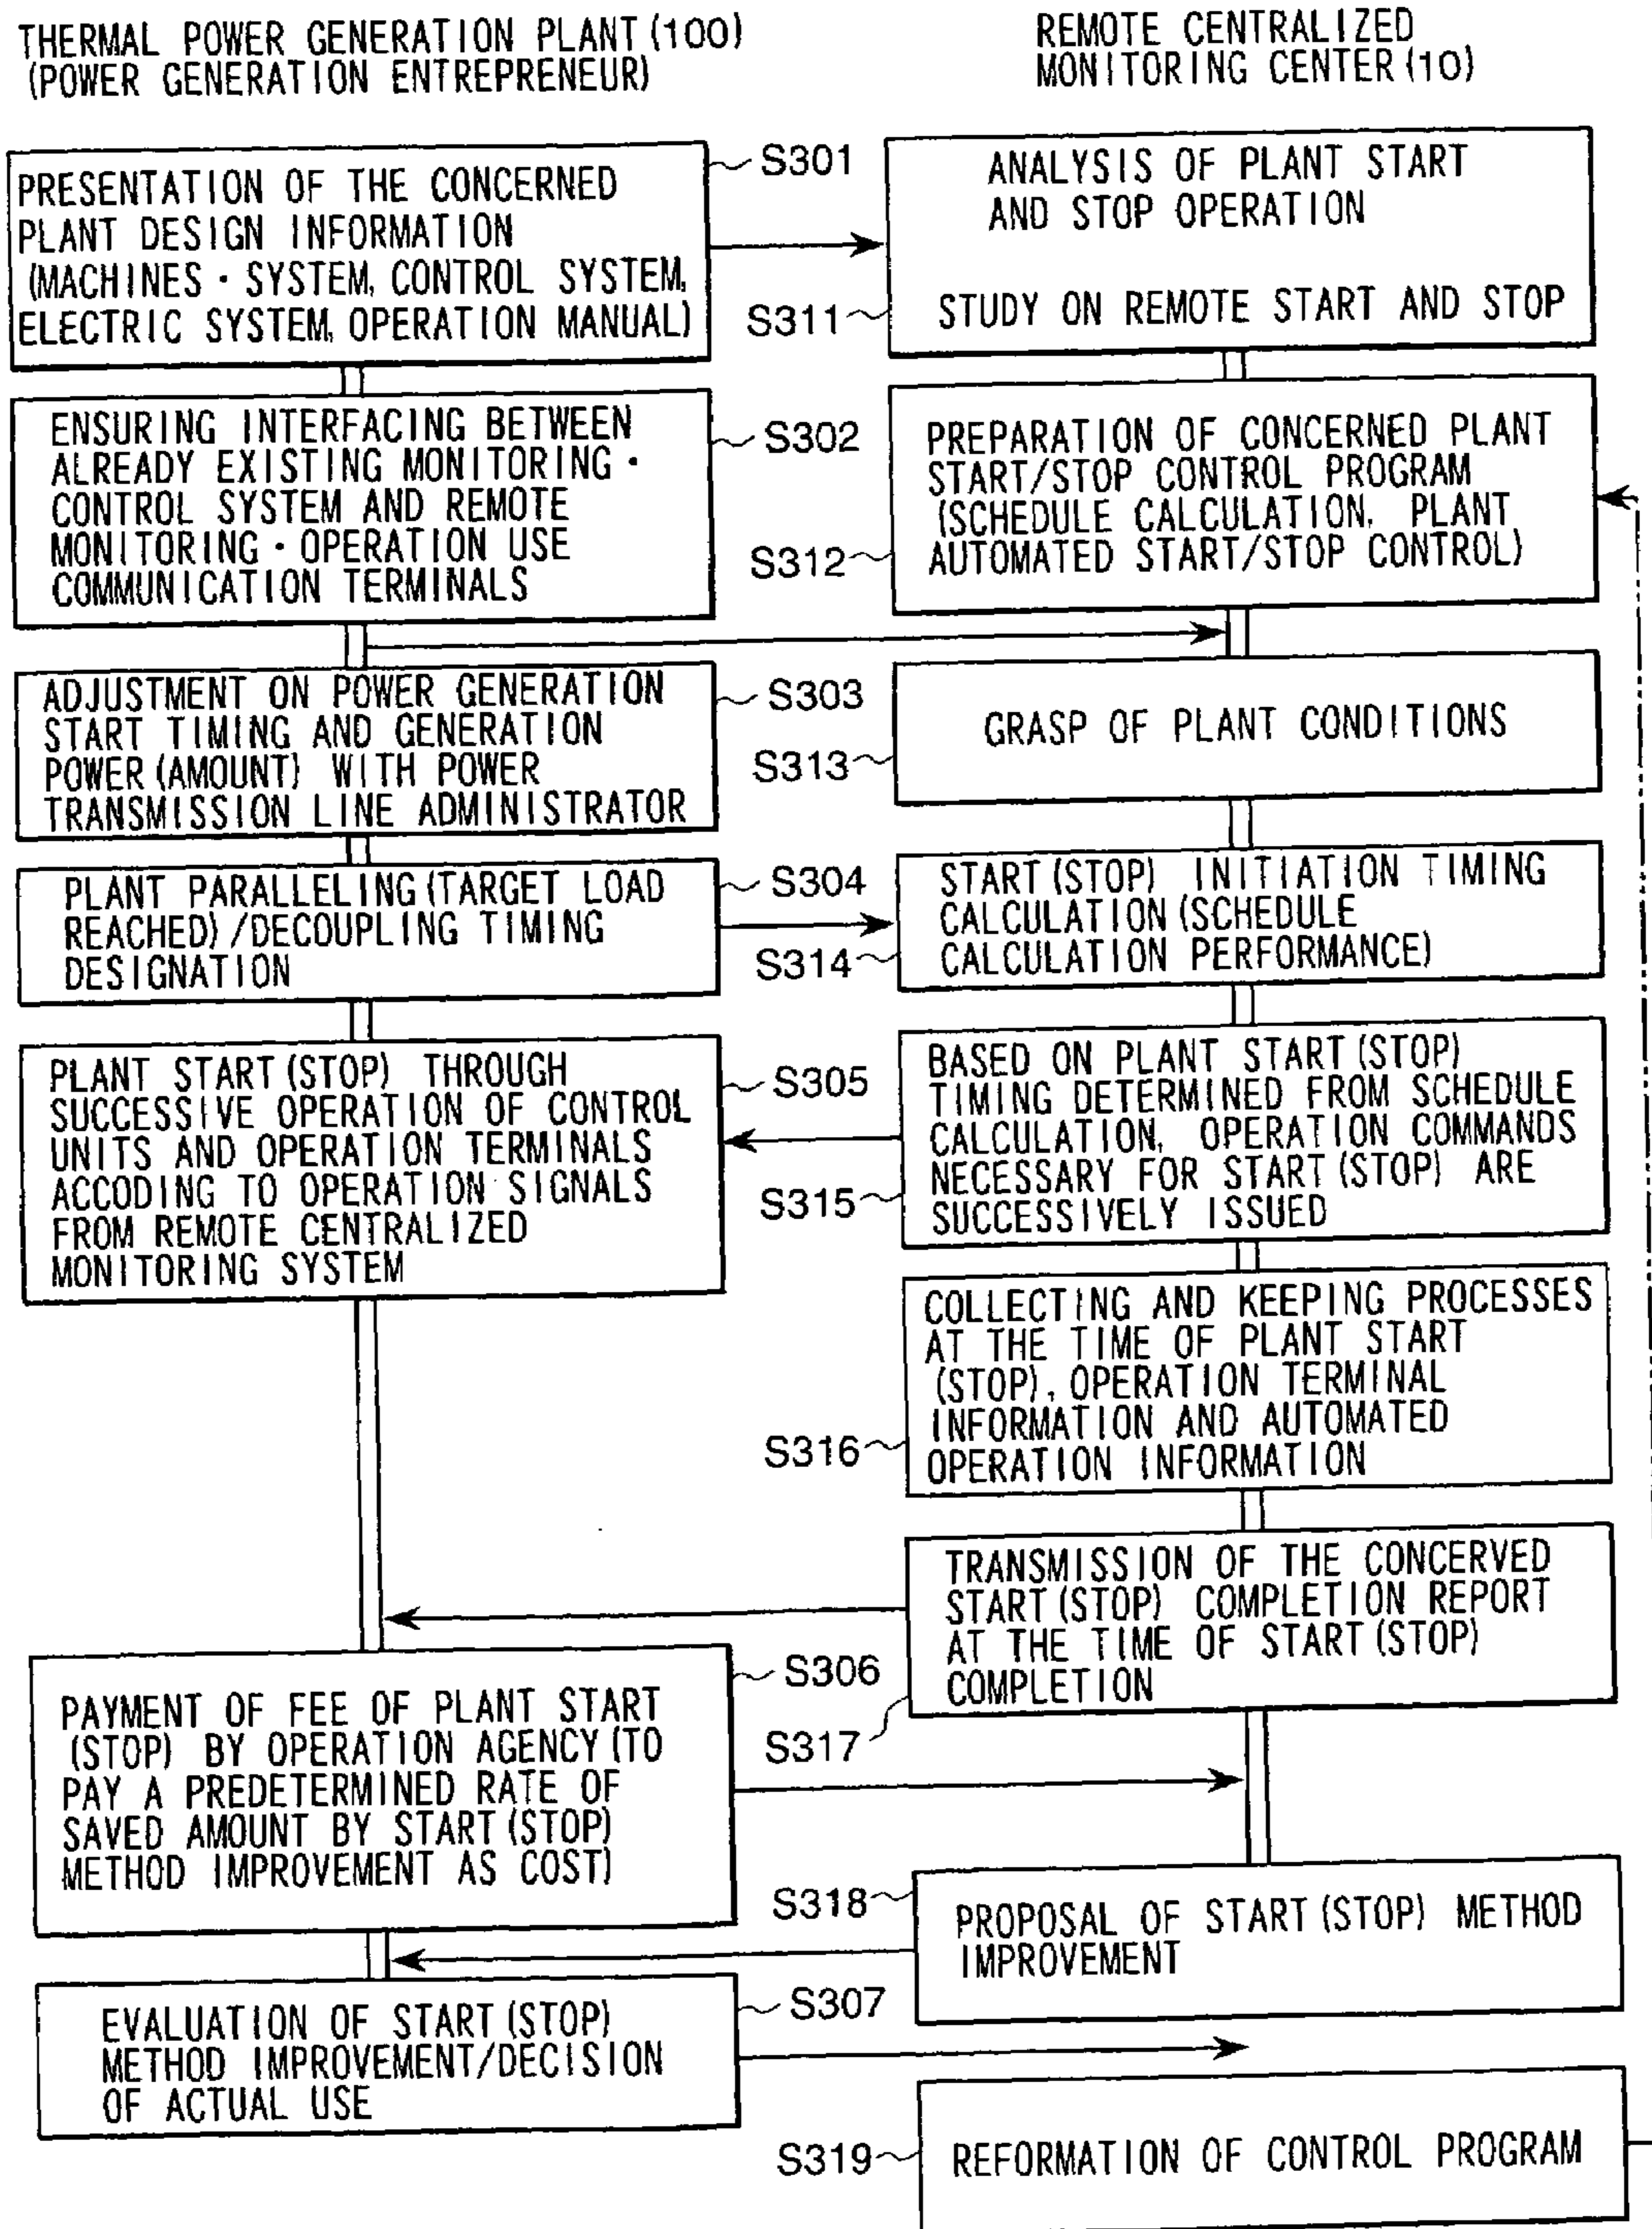 THERMAL POWER GENERATION PLANT (100)
(POWER GENERATION ENTREPRENEUR)
REMOTE CENTRALIZED
MONITORING CENTER (10)
PRESENTATION OF THE CONCERNED
PLANT DESIGN INFORMATION
(MACHINES · SYSTEM, CONTROL SYSTEM,
ELECTRIC SYSTEM, OPERATION MANUAL)
S301
ANALYSIS OF PLANT START
AND STOP OPERATION
STUDY ON REMOTE START AND STOP
S311
ENSURING INTERFACING BETWEEN
ALREADY EXISTING MONITORING ·
CONTROL SYSTEM AND REMOTE
MONITORING · OPERATION USE
COMMUNICATION TERMINALS
S302
PREPARATION OF CONCERNED PLANT
START/STOP CONTROL PROGRAM
(SCHEDULE CALCULATION, PLANT
AUTOMATED START/STOP CONTROL)
S312
ADJUSTMENT ON POWER GENERATION
START TIMING AND GENERATION
POWER (AMOUNT) WITH POWER
TRANSMISSION LINE ADMINISTRATOR
S303
GRASP OF PLANT CONDITIONS
S313
PLANT PARALLELING (TARGET LOAD
REACHED) /DECOUPLING TIMING
DESIGNATION
S304
START (STOP) INITIATION TIMING
CALCULATION (SCHEDULE
CALCULATION PERFORMANCE)
S314
PLANT START (STOP) THROUGH
SUCCESSIVE OPERATION OF CONTROL
UNITS AND OPERATION TERMINALS
ACCODING TO OPERATION SIGNALS
FROM REMOTE CENTRALIZED
MONITORING SYSTEM
S305
BASED ON PLANT START (STOP)
TIMING DETERMINED FROM SCHEDULE
CALCULATION, OPERATION COMMANDS
NECESSARY FOR START (STOP) ARE
SUCCESSIVELY ISSUED
S315
COLLECTING AND KEEPING PROCESSES
AT THE TIME OF PLANT START
(STOP), OPERATION TERMINAL
INFORMATION AND AUTOMATED
OPERATION INFORMATION
S316
TRANSMISSION OF THE CONCERVED
START (STOP) COMPLETION REPORT
AT THE TIME OF START (STOP)
COMPLETION
S317
PAYMENT OF FEE OF PLANT START
(STOP) BY OPERATION AGENCY (TO
PAY A PREDETERMINED RATE OF
SAVED AMOUNT BY START (STOP)
METHOD IMPROVEMENT AS COST)
S306
PROPOSAL OF START (STOP) METHOD
IMPROVEMENT
S318
EVALUATION OF START (STOP)
METHOD IMPROVEMENT/DECISION
OF ACTUAL USE
S307
REFORMATION OF CONTROL PROGRAM
S319